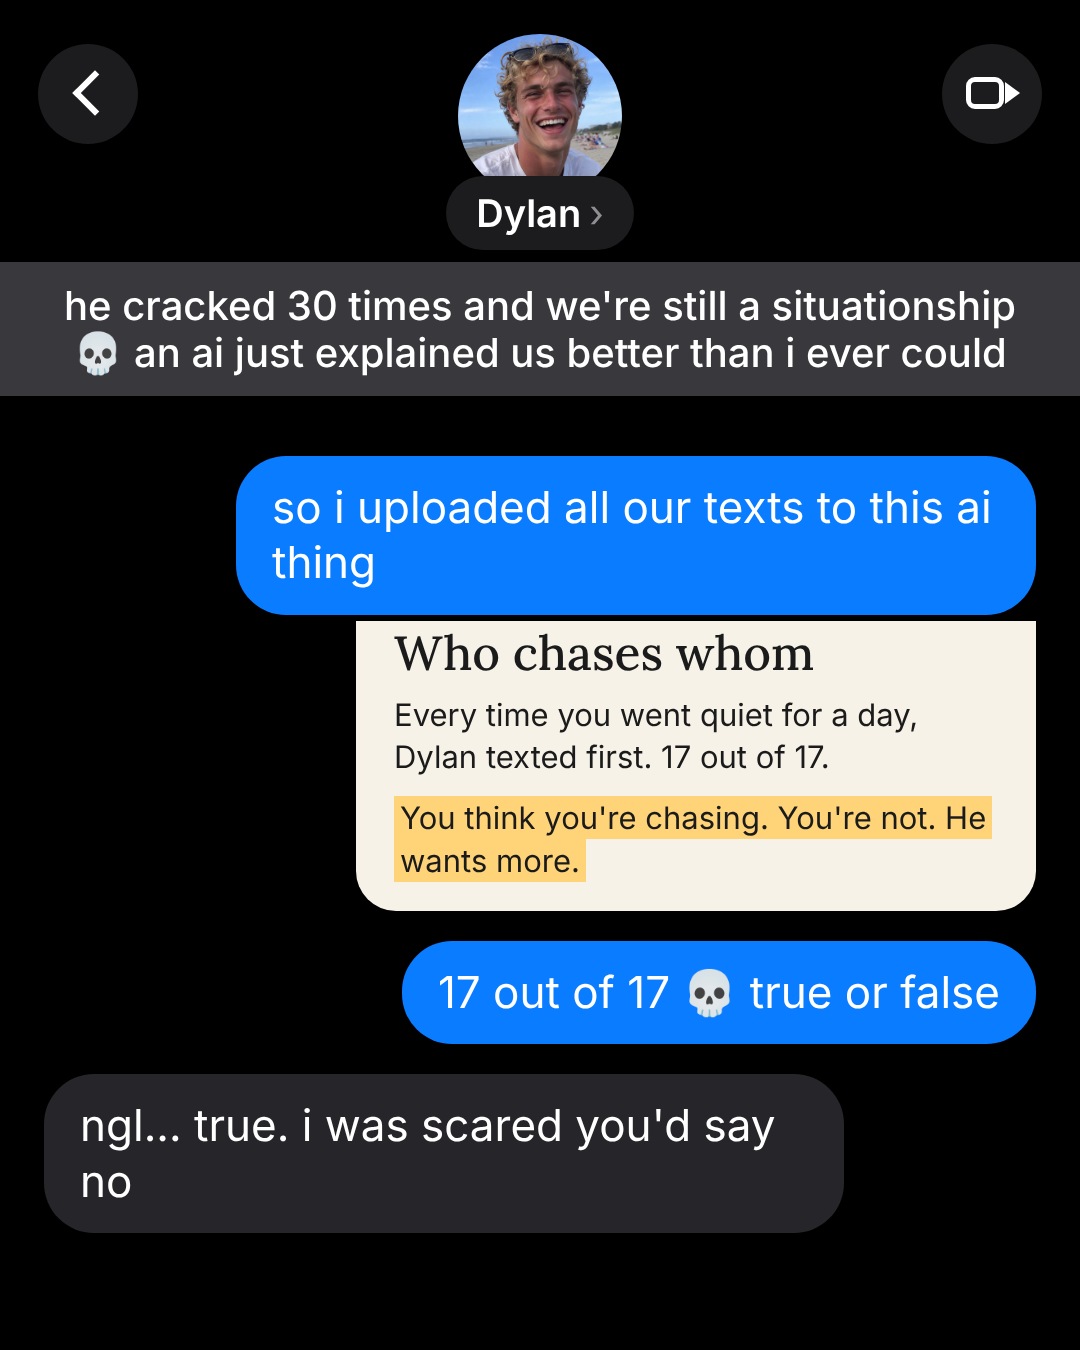 Dylan ›
he cracked 30 times and we're still a situationship
💀 an ai just explained us better than i ever could
so i uploaded all our texts to this ai
thing
Who chases whom
Every time you went quiet for a day,
Dylan texted first. 17 out of 17.
You think you're chasing. You're not. He
wants more.
17 out of 17 💀 true or false
ngl... true. i was scared you'd say
no